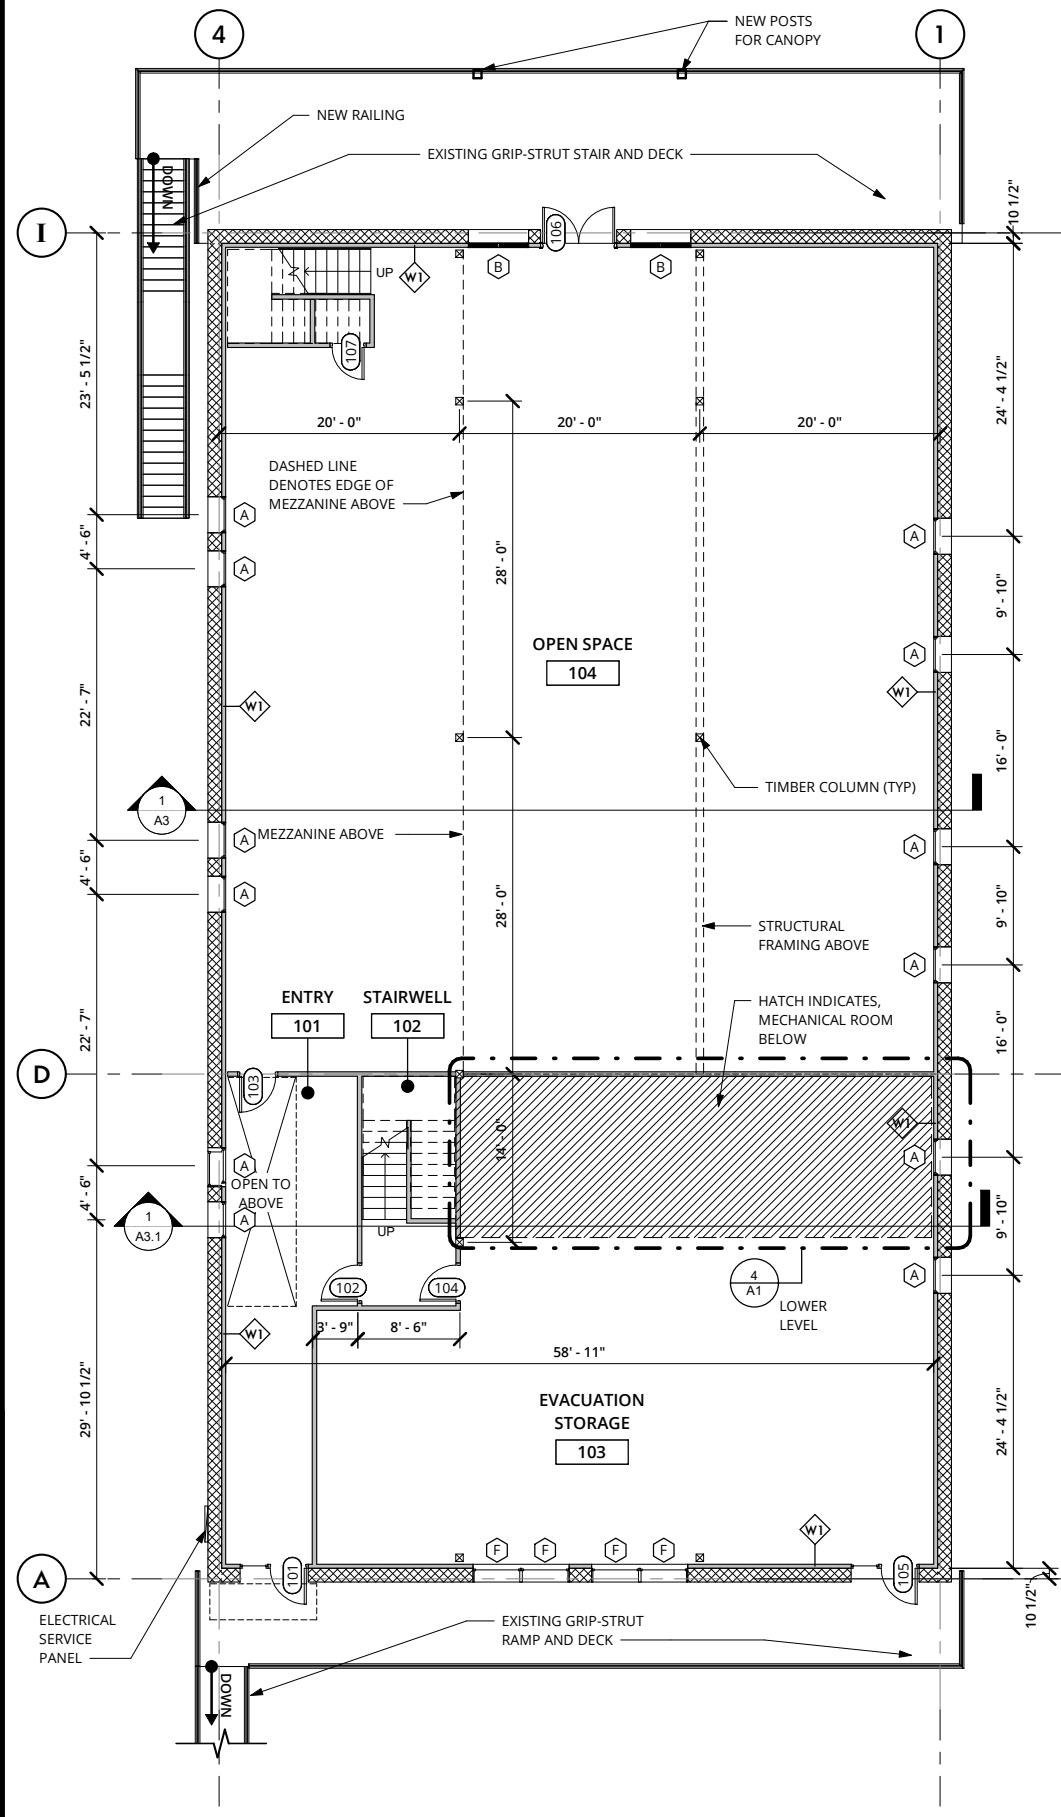 4
1
NEW POSTS
FOR CANOPY
NEW RAILING
EXISTING GRIP-STRUT STAIR AND DECK
DOWN
10 1/2"
I
106
UP
W1
B
B
107
23' - 5 1/2"
24' - 4 1/2"
20' - 0"
20' - 0"
20' - 0"
DASHED LINE
DENOTES EDGE OF
MEZZANINE ABOVE
A
4' - 6"
A
A
28' - 0"
9' - 10"
OPEN SPACE
104
A
22' - 7"
W1
W1
16' - 0"
TIMBER COLUMN (TYP)
1
A3
MEZZANINE ABOVE
A
A
4' - 6"
A
28' - 0"
9' - 10"
STRUCTURAL
FRAMING ABOVE
A
ENTRY
101
STAIRWELL
102
HATCH INDICATES,
MECHANICAL ROOM
BELOW
22' - 7"
16' - 0"
D
103
W1
14' - 0"
A
A
OPEN TO
ABOVE
4' - 6"
A
1
A3.1
UP
9' - 10"
102
104
4
A1
A
LOWER
LEVEL
W1
3' - 9"
8' - 6"
58' - 11"
29' - 10 1/2"
EVACUATION
STORAGE
103
24' - 4 1/2"
W1
F
F
F
F
A
101
105
10 1/2"
ELECTRICAL
SERVICE
PANEL
EXISTING GRIP-STRUT
RAMP AND DECK
DOWN